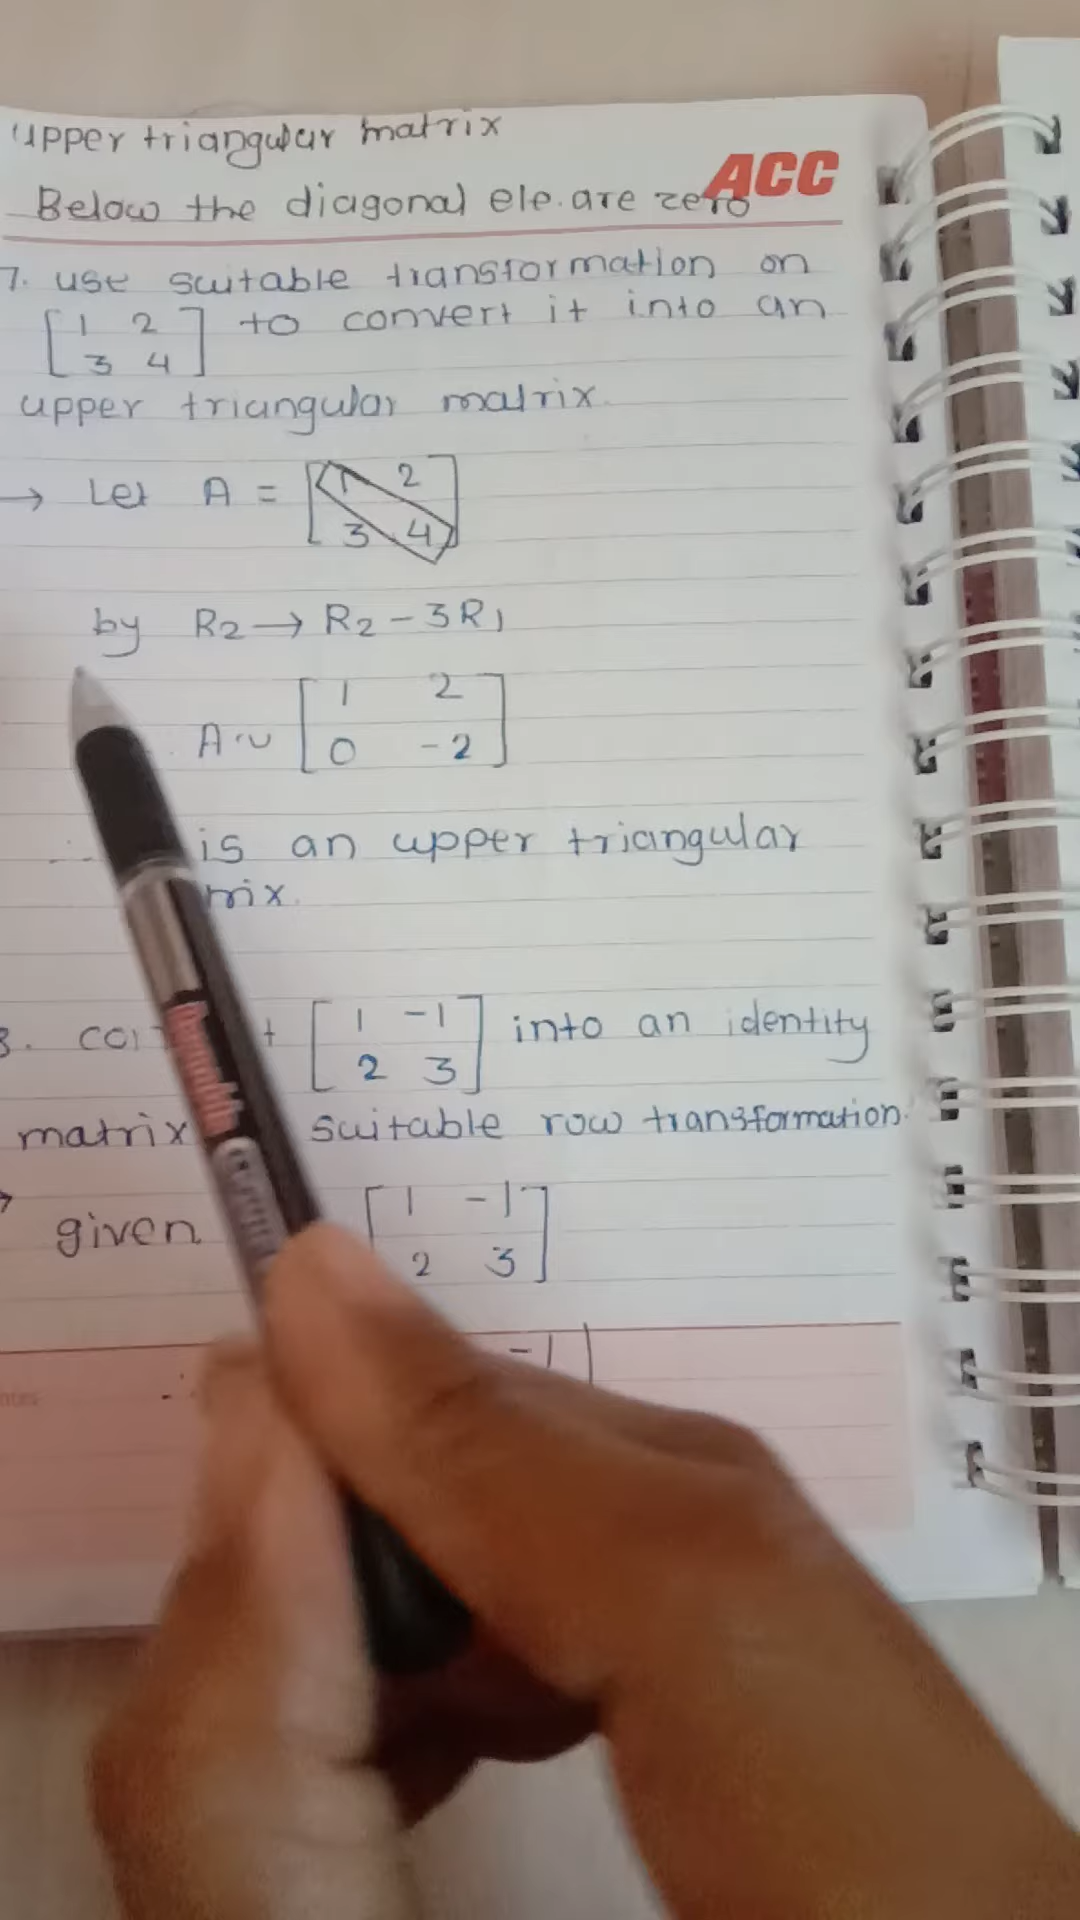 upper triangular matrix
ACC
Below the diagonal ele. are zero
7. use suitable transformation on
[1 2
3 4] to convert it into an
upper triangular matrix.
→ Let A = [1 2
3 4]
by R2 → R2 - 3R1
A ~ [1 2
0 -2]
∴ is an upper triangular
rix.
[1 -1
2 3] into an identity
matrix suitable row transformation.
given [1 -1
2 3]
∴ -1